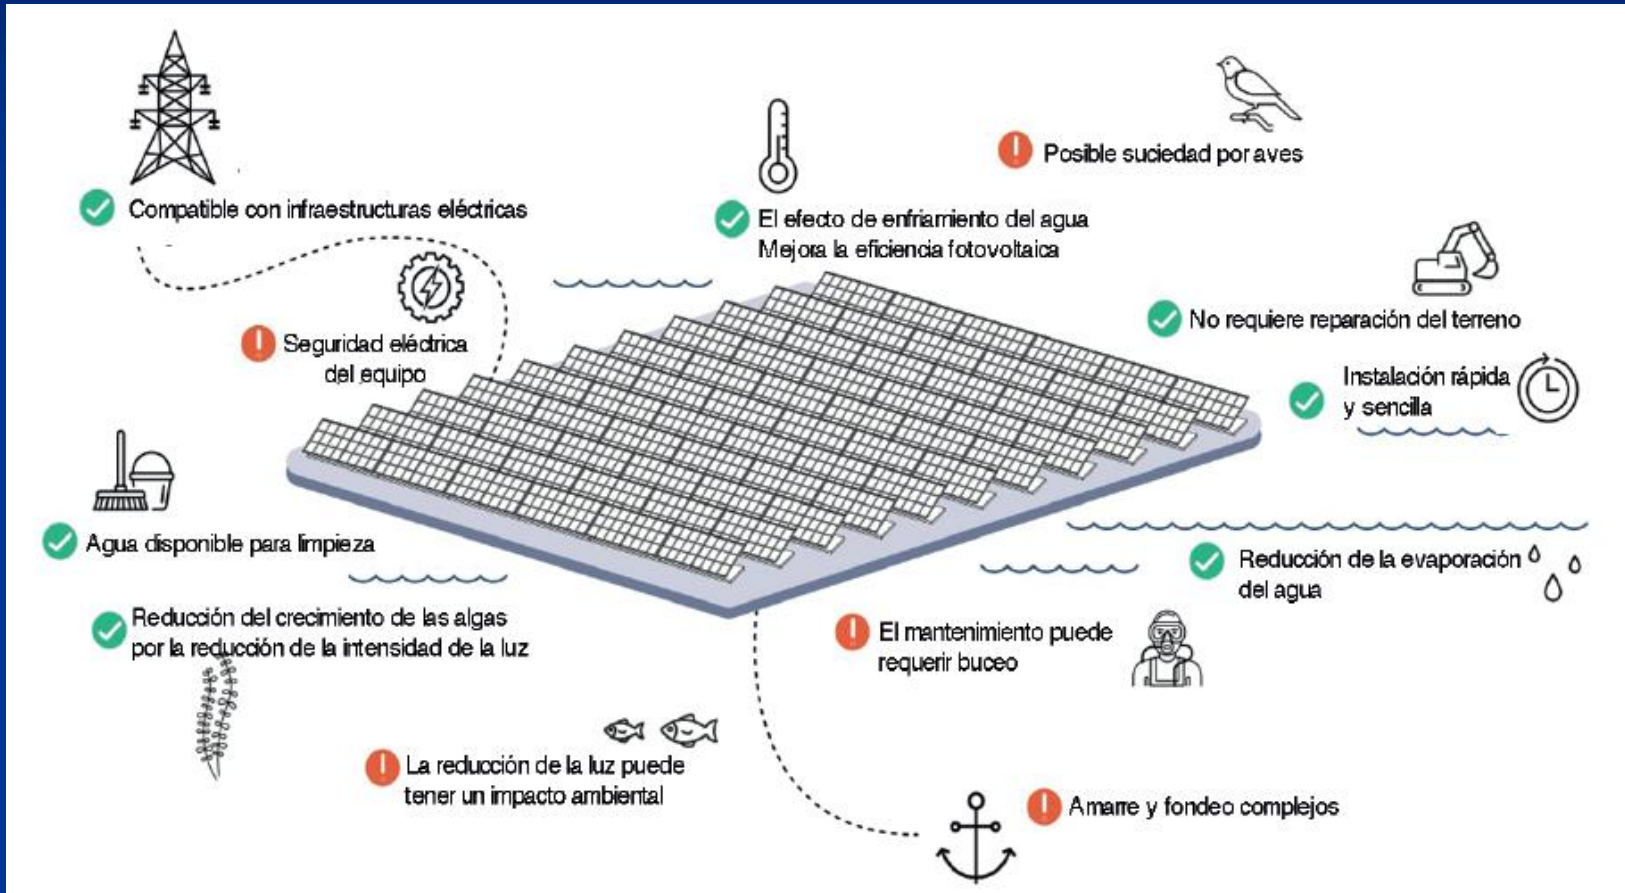 Compatible con infraestructuras eléctricas
El efecto de enfriamiento del agua
Mejora la eficiencia fotovoltaica
Posible suciedad por aves
Seguridad eléctrica
del equipo
No requiere reparación del terreno
Instalación rápida
y sencilla
Agua disponible para limpieza
Reducción de la evaporación
del agua
Reducción del crecimiento de las algas
por la reducción de la intensidad de la luz
El mantenimiento puede
requerir buceo
La reducción de la luz puede
tener un impacto ambiental
Amarre y fondeo complejos